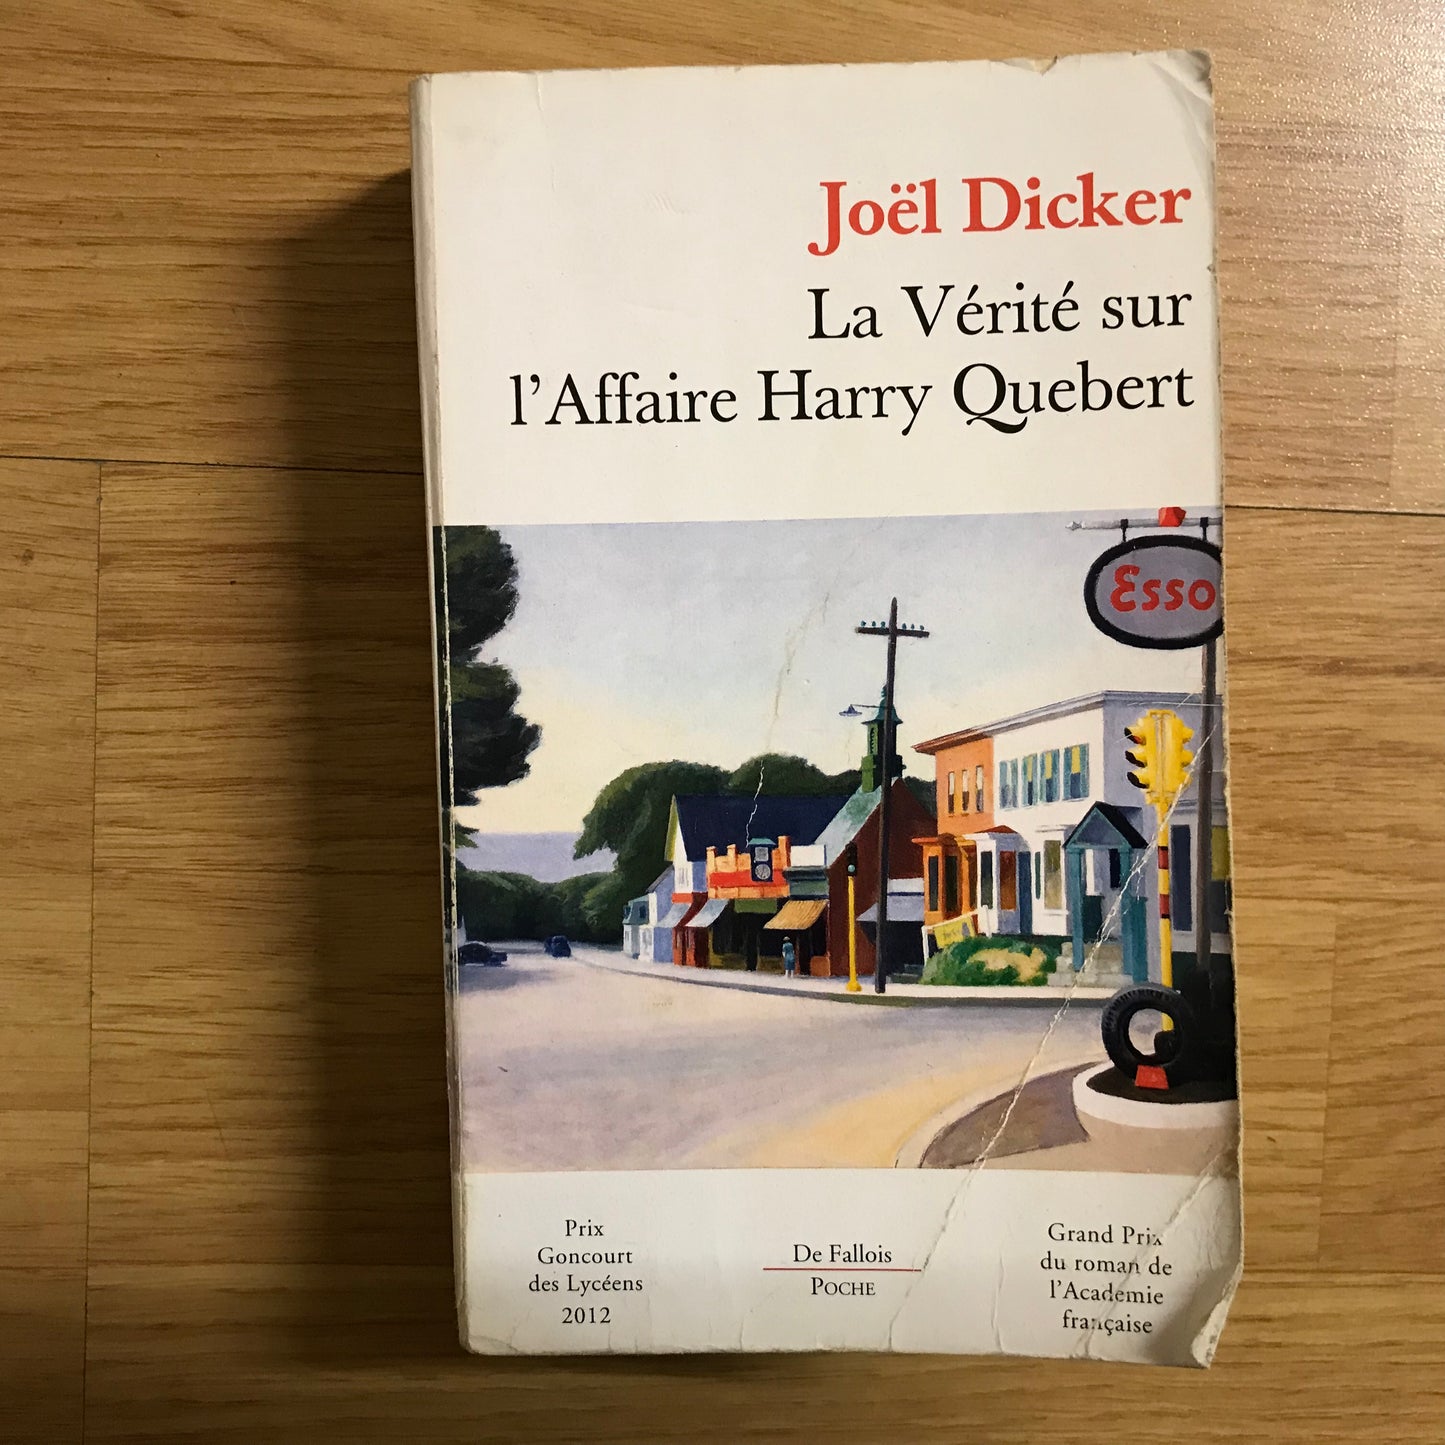 Joël Dicker
La Vérité sur
l'Affaire Harry Quebert
Esso
Prix
Goncourt
des Lycéens
2012
De Fallois
POCHE
Grand Prix
du roman de
l'Academie
française